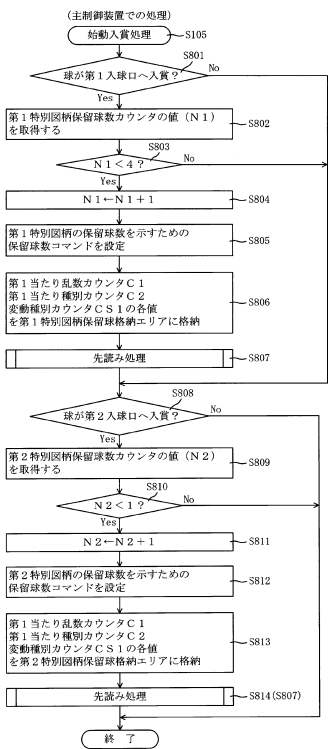 (主制御装置での処理)
始動入賞処理
S105
球が第1入球口へ入賞?
S801
No
Yes
第1特別図柄保留球数カウンタの値(N1)
を取得する
S802
N1<4?
S803
No
Yes
N1←N1+1
S804
第1特別図柄の保留球数を示すための
保留球数コマンドを設定
S805
第1当たり乱数カウンタC1
第1当たり種別カウンタC2
変動種別カウンタCS1の各値
を第1特別図柄保留球格納エリアに格納
S806
先読み処理
S807
球が第2入球口へ入賞?
S808
No
Yes
第2特別図柄保留球数カウンタの値(N2)
を取得する
S809
N2<1?
S810
No
Yes
N2←N2+1
S811
第2特別図柄の保留球数を示すための
保留球数コマンドを設定
S812
第1当たり乱数カウンタC1
第1当たり種別カウンタC2
変動種別カウンタCS1の各値
を第2特別図柄保留球格納エリアに格納
S813
先読み処理
S814(S807)
終了